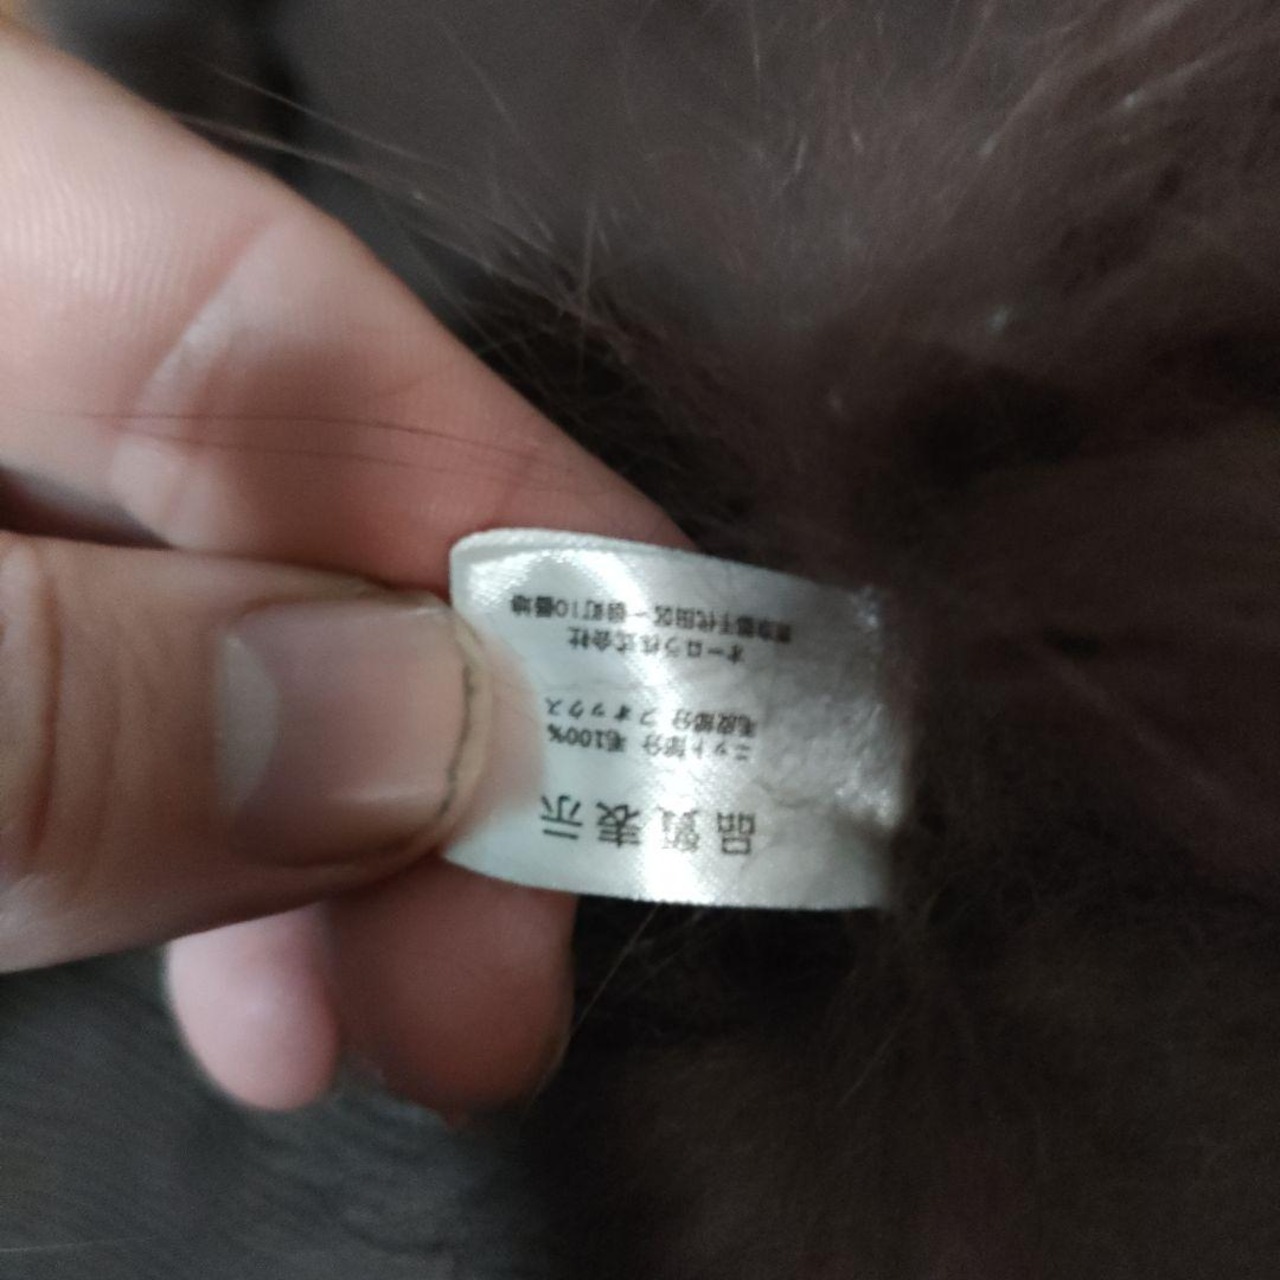 品質表示
ニット部分 毛100%
毛皮部分 フォックス
オーロラ株式会社
東京都千代田区一番町10番地